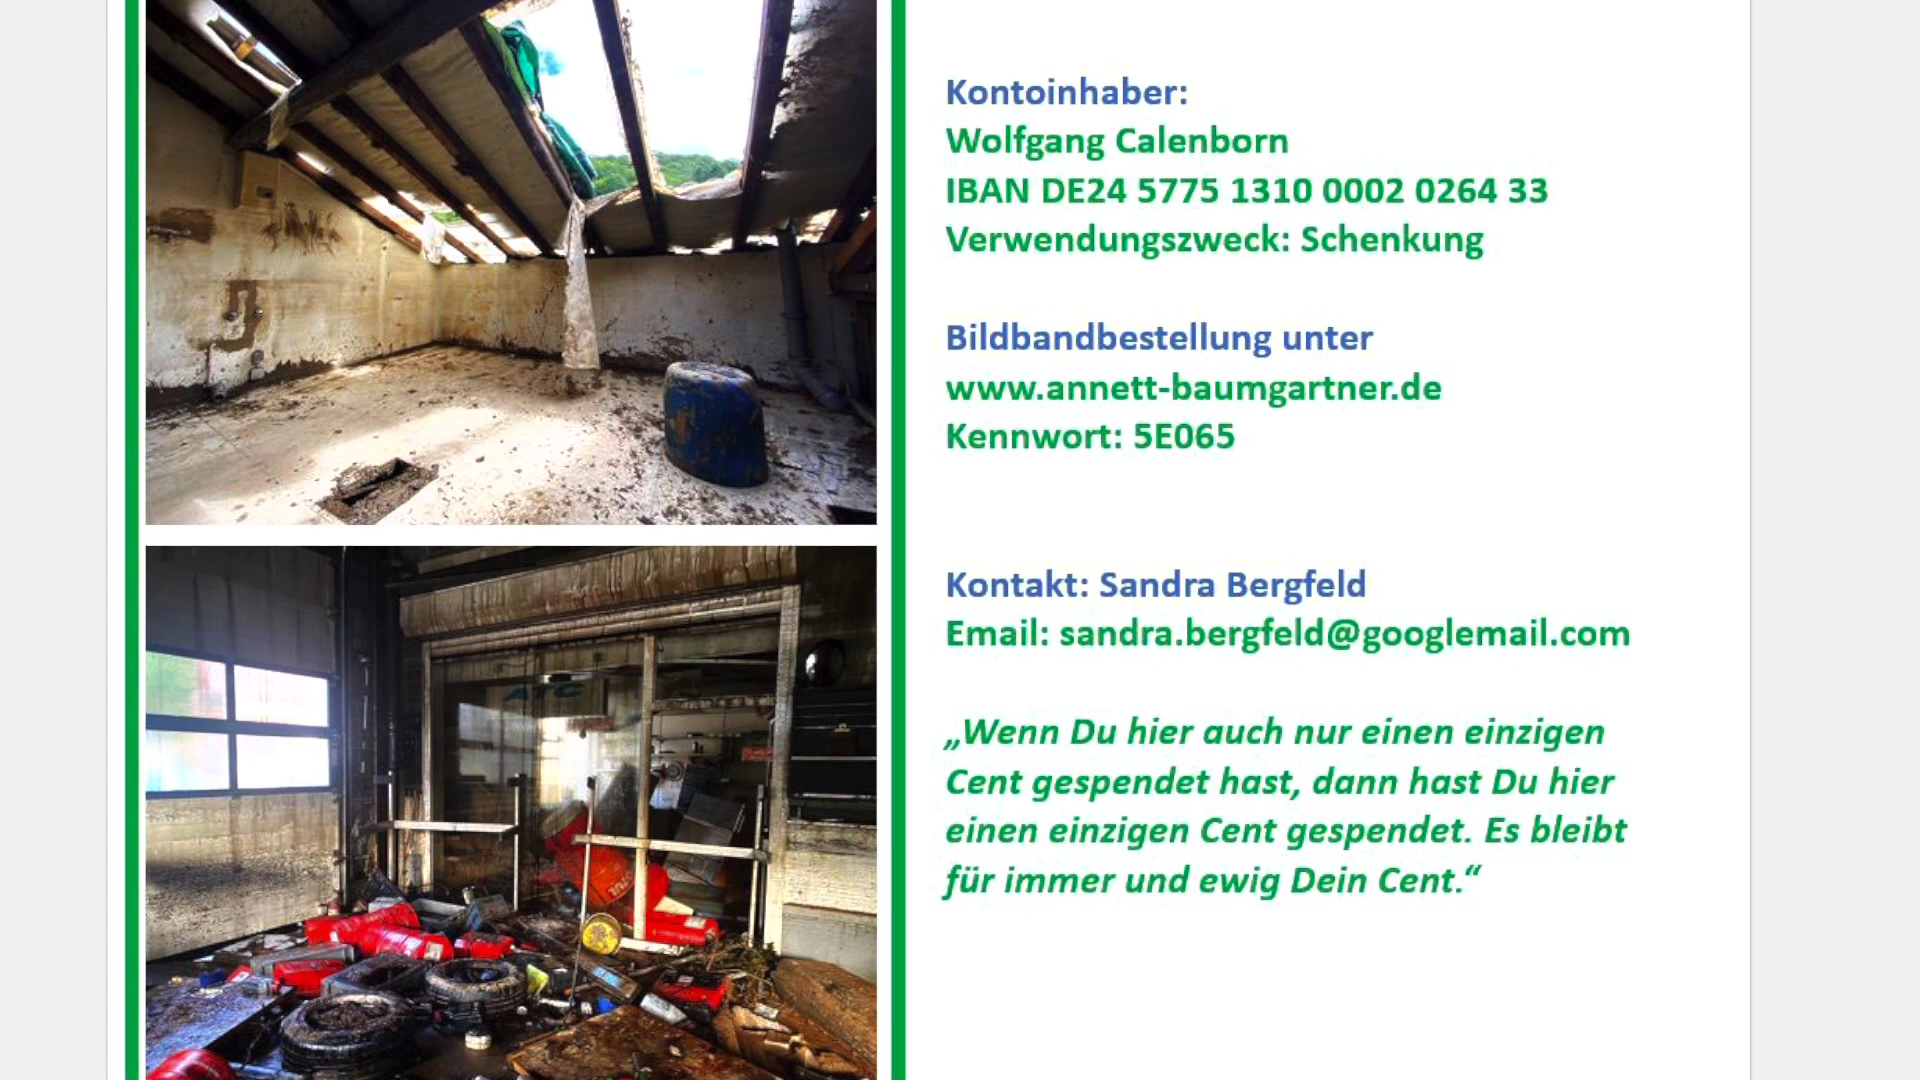 Kontoinhaber:
Wolfgang Calenborn
IBAN DE24 5775 1310 0002 0264 33
Verwendungszweck: Schenkung
Bildbandbestellung unter
www.annett-baumgartner.de
Kennwort: 5E065
Kontakt: Sandra Bergfeld
Email: sandra.bergfeld@googlemail.com
„Wenn Du hier auch nur einen einzigen
Cent gespendet hast, dann hast Du hier
einen einzigen Cent gespendet. Es bleibt
für immer und ewig Dein Cent.“
ATC